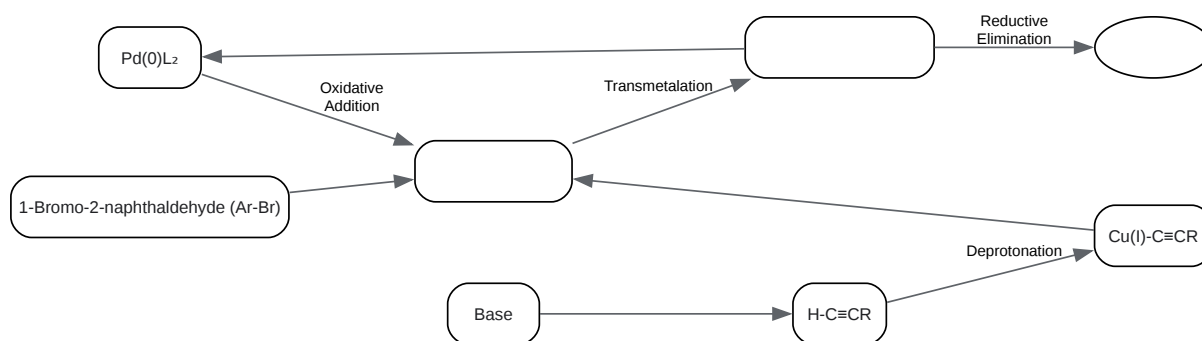 Reductive
Elimination
Pd(0)L₂
Oxidative
Addition
Transmetalation
1-Bromo-2-naphthaldehyde (Ar-Br)
Cu(I)-C≡CR
Deprotonation
Base
H-C≡CR